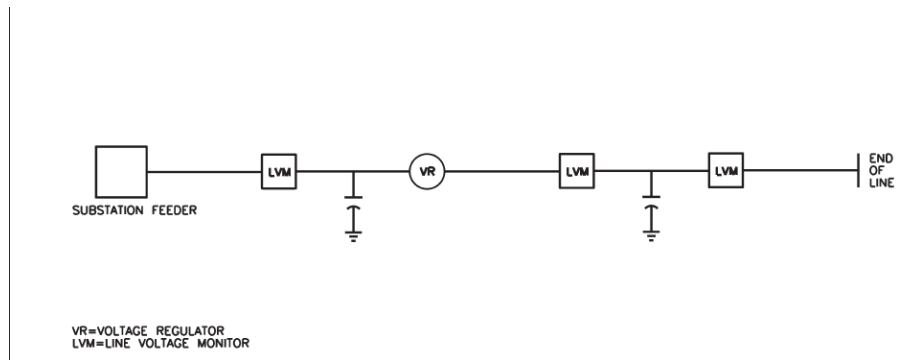 LVM
VR
LVM
LVM
END
OF
LINE
SUBSTATION FEEDER
VR=VOLTAGE REGULATOR
LVM=LINE VOLTAGE MONITOR